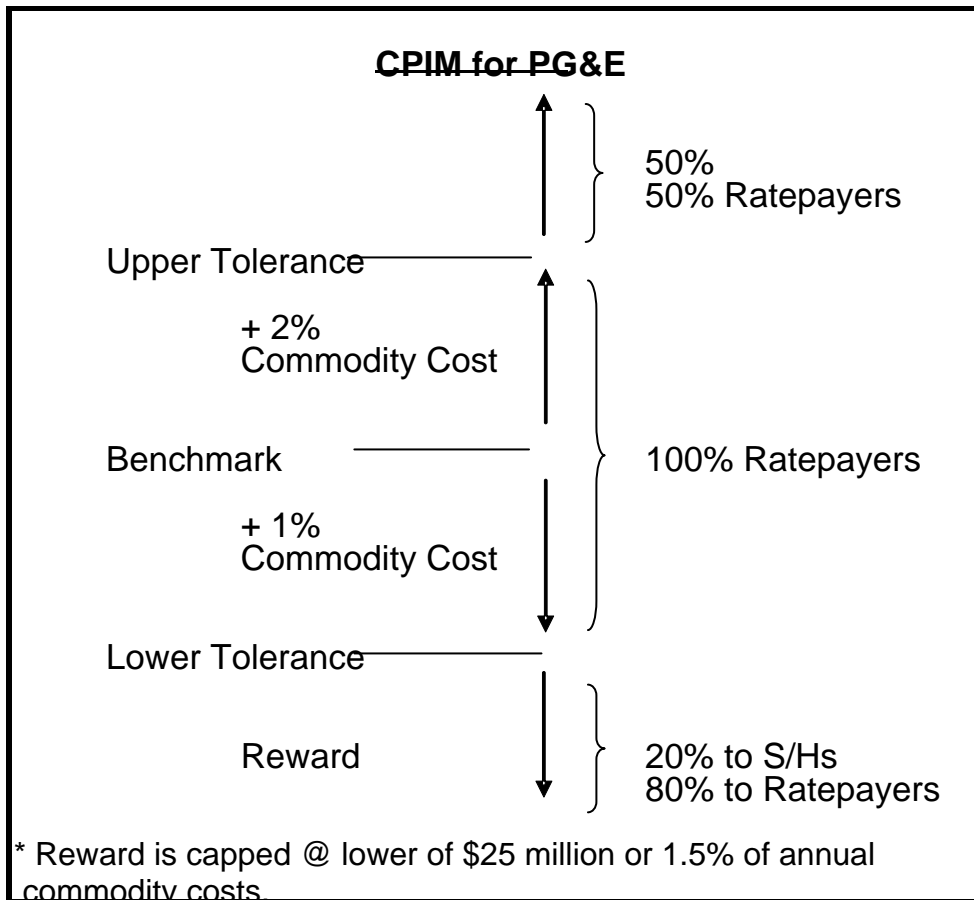 CPIM for PG&E
50%
50% Ratepayers
Upper Tolerance
+ 2%
Commodity Cost
Benchmark
100% Ratepayers
+ 1%
Commodity Cost
Lower Tolerance
Reward
20% to S/Hs
80% to Ratepayers
* Reward is capped @ lower of $25 million or 1.5% of annual
commodity costs.